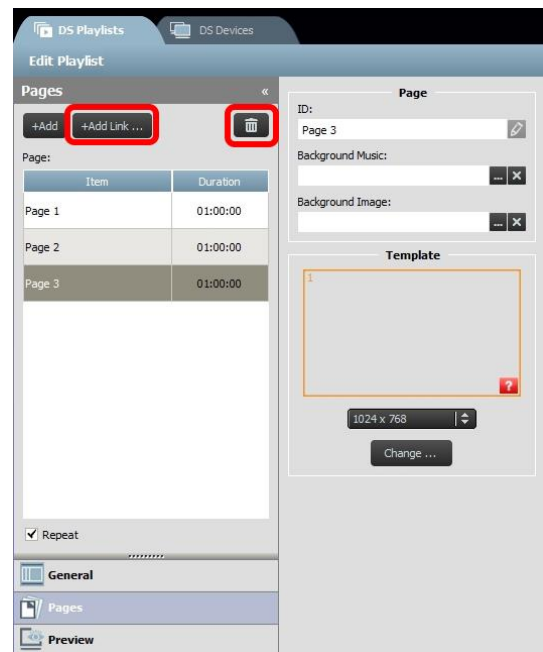 DS Playlists
DS Devices
Edit Playlist
Pages «
+Add
+Add Link ...
Page:
Item Duration
Page 1 01:00:00
Page 2 01:00:00
Page 3 01:00:00
Repeat
General
Pages
Preview
Page
ID:
Page 3
Background Music:
... X
Background Image:
... X
Template
1
?
1024 x 768
Change ...